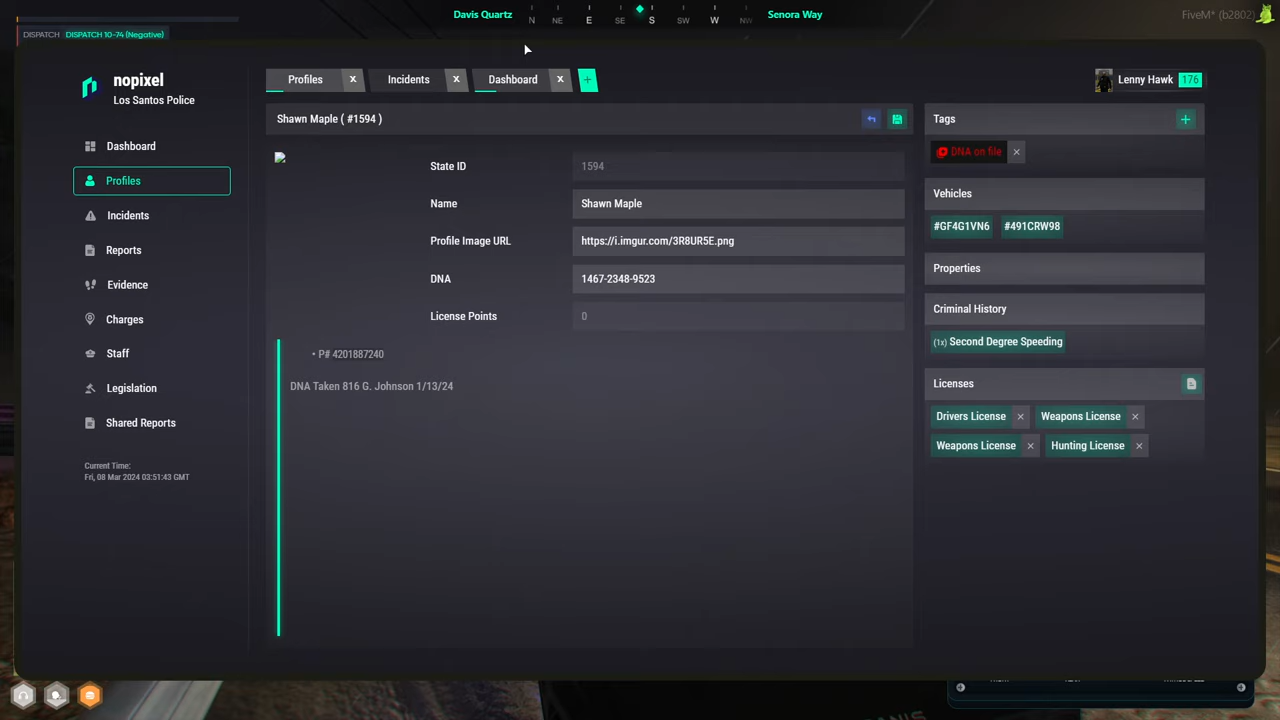 Davis Quartz
N NE E SE S SW W NW
Senora Way
FiveM* (b2802)
DISPATCH DISPATCH 10-74 (Negative)
nopixel
Los Santos Police
Profiles x Incidents x Dashboard x +
Lenny Hawk 176
Dashboard
Profiles
Incidents
Reports
Evidence
Charges
Staff
Legislation
Shared Reports
Current Time:
Fri, 08 Mar 2024 03:51:43 GMT
Shawn Maple ( #1594 )
State ID 1594
Name Shawn Maple
Profile Image URL https://i.imgur.com/3R8UR5E.png
DNA 1467-2348-9523
License Points 0
• P# 4201887240
DNA Taken 816 G. Johnson 1/13/24
Tags +
DNA on file ×
Vehicles
#GF4G1VN6 #491CRW98
Properties
Criminal History
(1x) Second Degree Speeding
Licenses
Drivers License × Weapons License ×
Weapons License × Hunting License ×